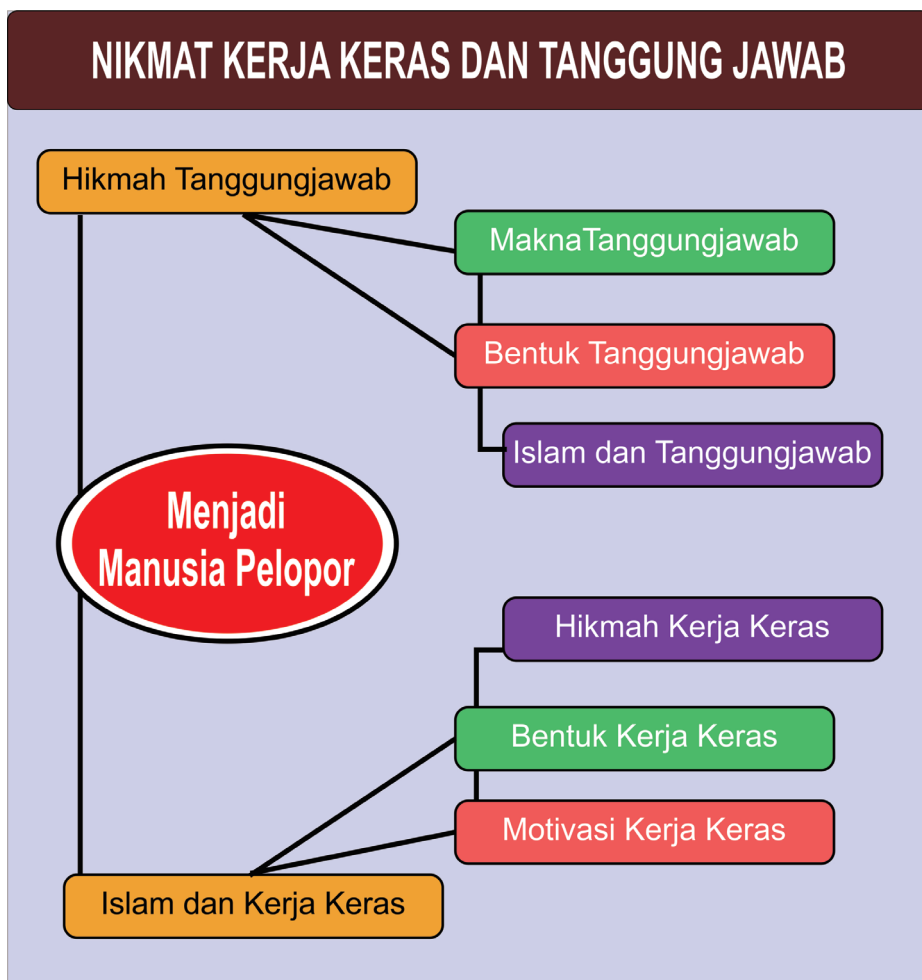 NIKMAT KERJA KERAS DAN TANGGUNG JAWAB
Hikmah Tanggungjawab
MaknaTanggungjawab
Bentuk Tanggungjawab
Islam dan Tanggungjawab
Menjadi
Manusia Pelopor
Hikmah Kerja Keras
Bentuk Kerja Keras
Motivasi Kerja Keras
Islam dan Kerja Keras